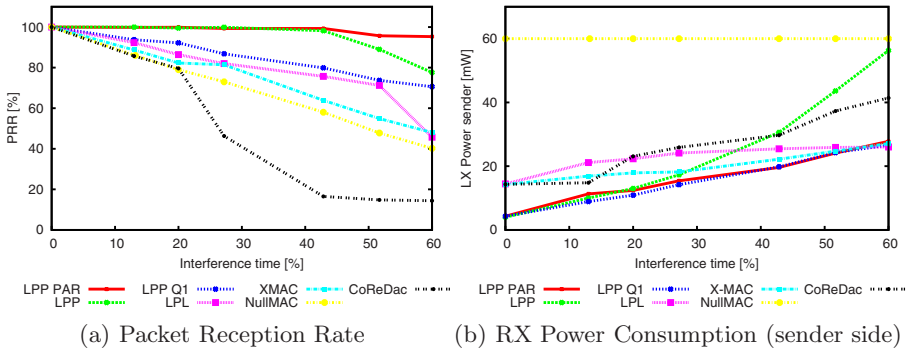 PRR [%]
100
80
60
40
20
0
0 10 20 30 40 50 60
Interference time [%]
LPP PAR LPP Q1 XMAC CoReDac
LPP LPL NullMAC
(a) Packet Reception Rate
LX Power sender [mW]
60
40
20
0
0 10 20 30 40 50 60
Interference time [%]
LPP PAR LPP Q1 X-MAC CoReDac
LPP LPL NullMAC
(b) RX Power Consumption (sender side)